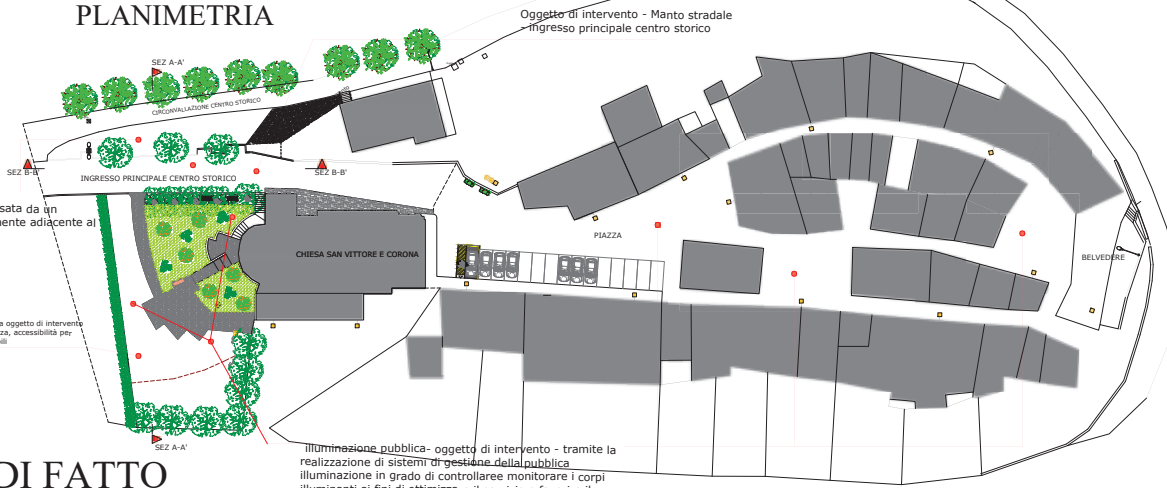 PLANIMETRIA
Oggetto di intervento - Manto stradale
- ingresso principale centro storico
SEZ A-A'
CIRCONVALLAZIONE CENTRO STORICO
SEZ B-B'
INGRESSO PRINCIPALE CENTRO STORICO
SEZ B-B'
sata da un
mente adiacente al
PIAZZA
CHIESA SAN VITTORE E CORONA
BELVEDERE
a oggetto di intervento
za, accessibilità per
bili
SEZ A-A'
illuminazione pubblica- oggetto di intervento - tramite la
realizzazione di sistemi di gestione della pubblica
illuminazione in grado di controllaree monitorare i corpi
DI FATTO